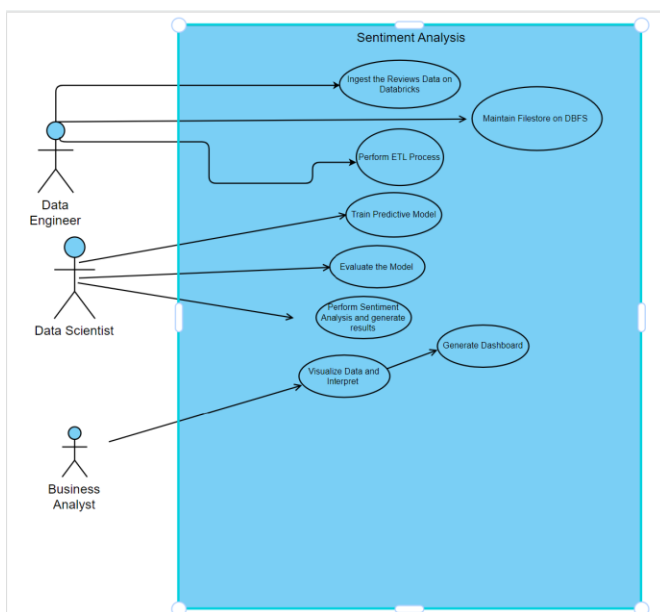 Sentiment Analysis
Ingest the Reviews Data on
Databricks
Maintain Filestore on DBFS
Perform ETL Process
Data
Engineer
Train Predictive Model
Evaluate the Model
Data Scientist
Perform Sentiment
Analysis and generate
results
Generate Dashboard
Visualize Data and
Interpret
Business
Analyst